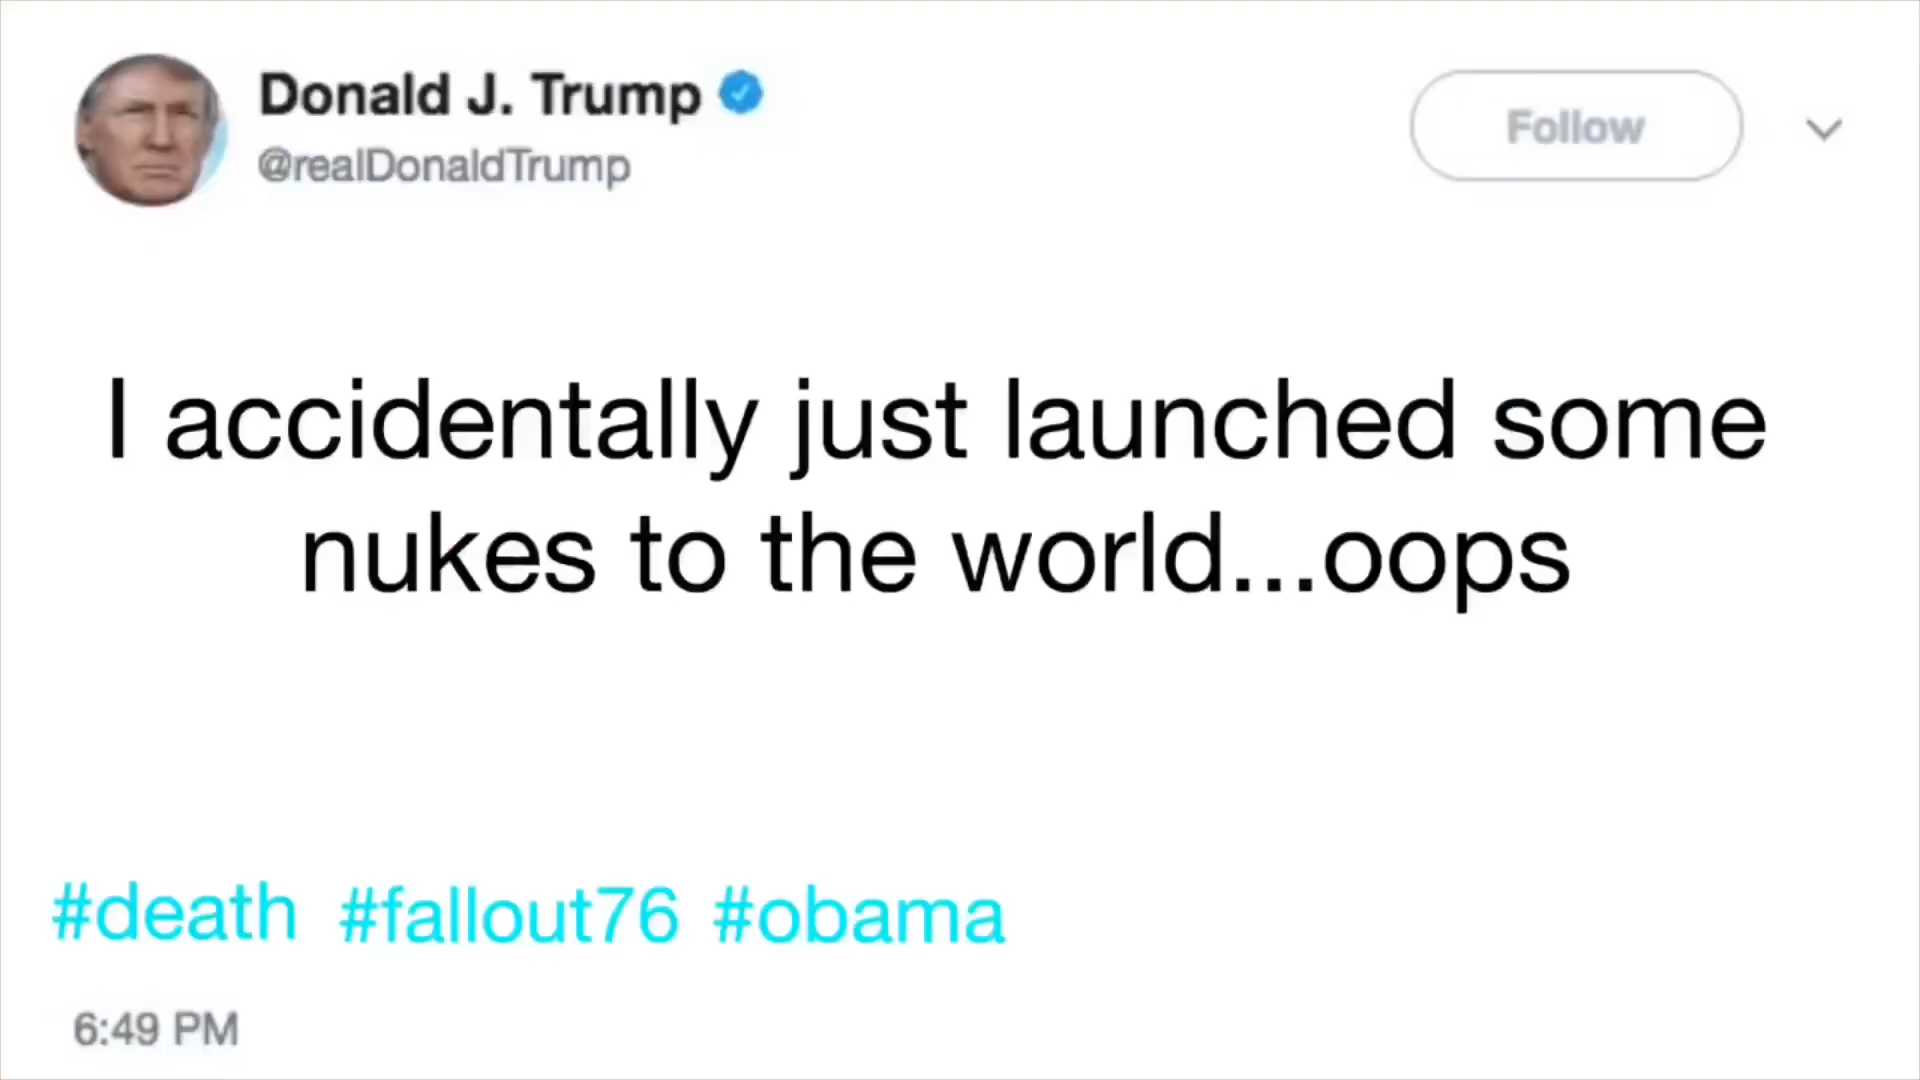 Donald J. Trump
@realDonaldTrump
Follow
I accidentally just launched some
nukes to the world...oops
#death #fallout76 #obama
6:49 PM